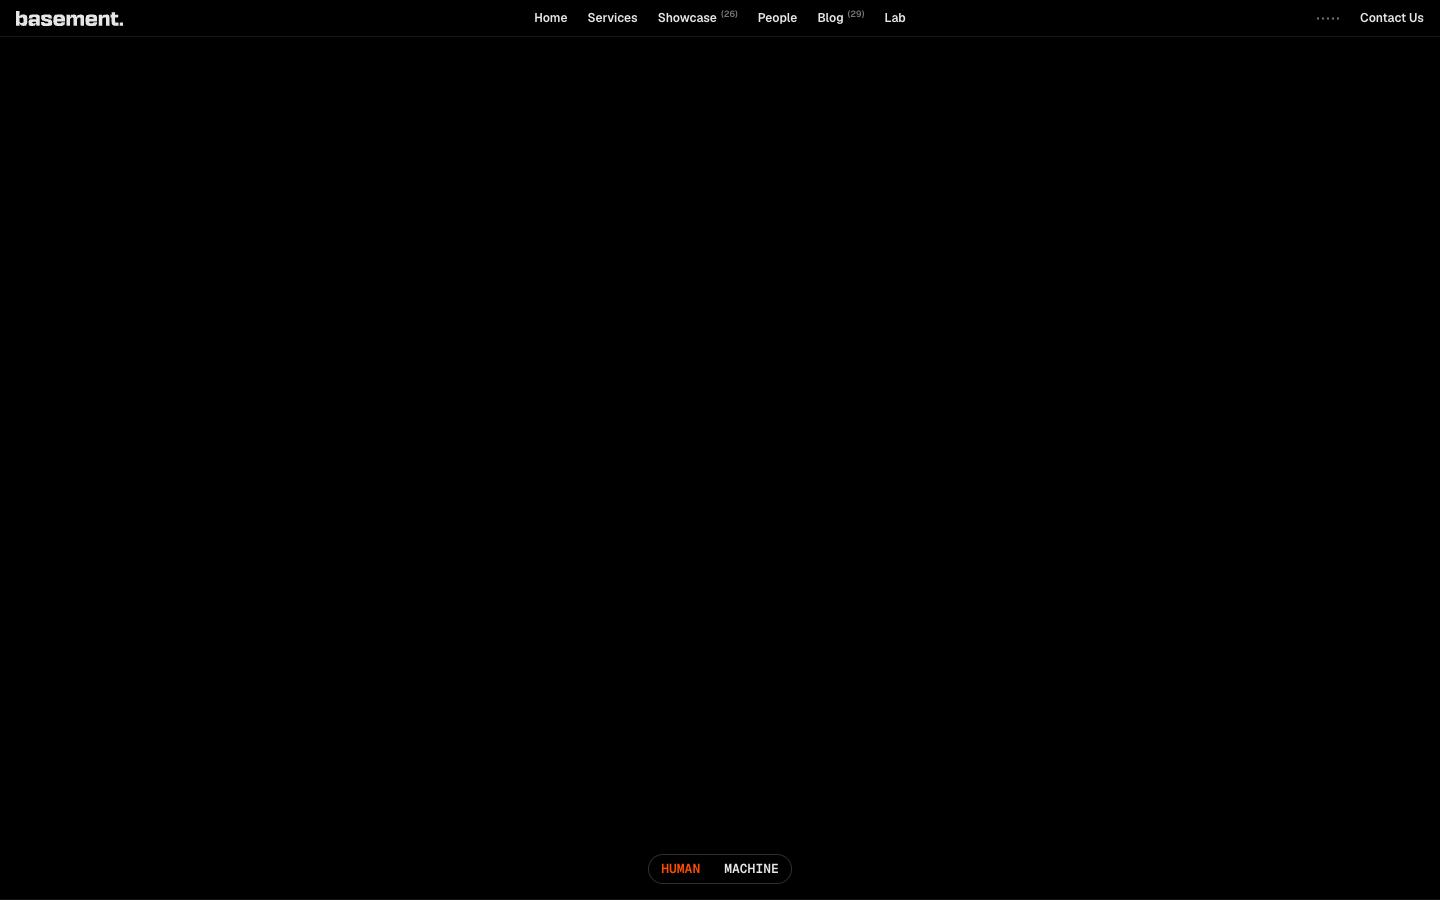 basement.
Home Services Showcase (26) People Blog (29) Lab
Contact Us
HUMAN MACHINE